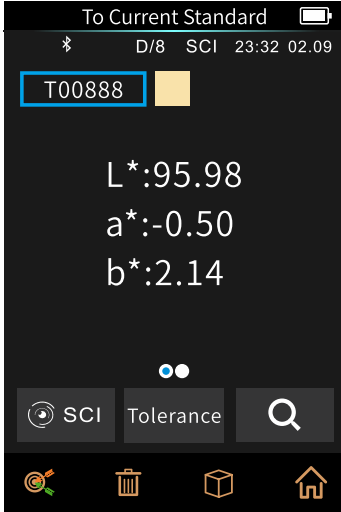 To Current Standard
D/8 SCI 23:32 02.09
T00888
L*:95.98
a*:-0.50
b*:2.14
SCI Tolerance